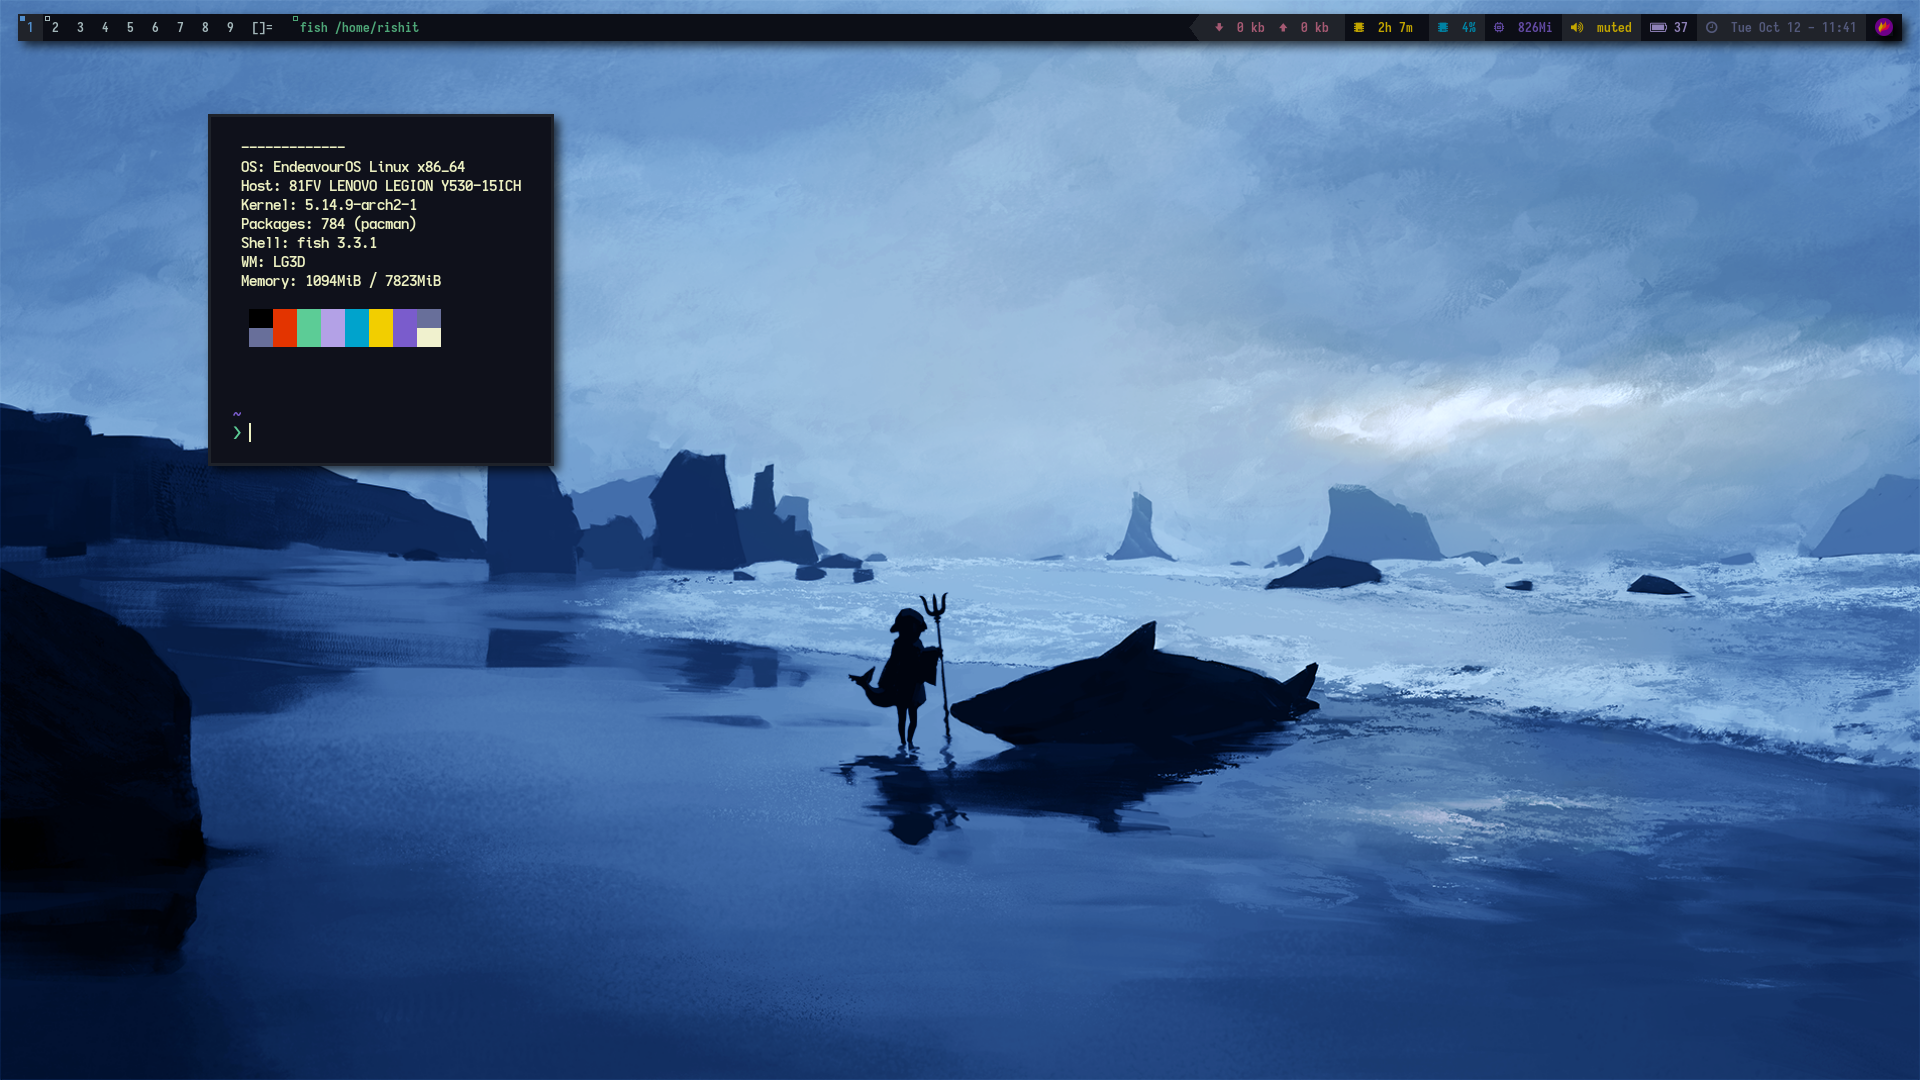 1 2 3 4 5 6 7 8 9 []= fish /home/rishit 0 kb 0 kb 2h 7m 4% 826Mi muted 37 Tue Oct 12 - 11:41
-------------
OS: EndeavourOS Linux x86_64
Host: 81FV LENOVO LEGION Y530-15ICH
Kernel: 5.14.9-arch2-1
Packages: 784 (pacman)
Shell: fish 3.3.1
WM: LG3D
Memory: 1094MiB / 7823MiB
~
❯